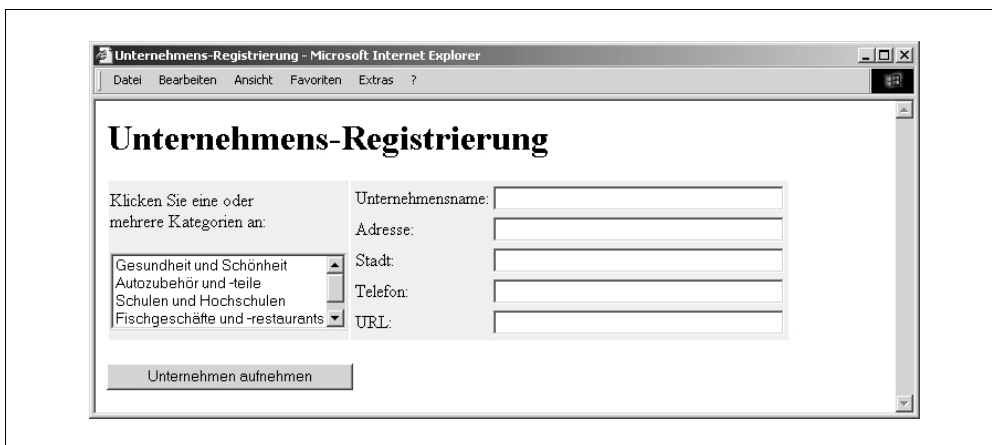 Unternehmens-Registrierung - Microsoft Internet Explorer
Datei Bearbeiten Ansicht Favoriten Extras ?
Unternehmens-Registrierung
Klicken Sie eine oder
mehrere Kategorien an:
Gesundheit und Schönheit
Autozubehör und -teile
Schulen und Hochschulen
Fischgeschäfte und -restaurants
Unternehmensname:
Adresse:
Stadt:
Telefon:
URL:
Unternehmen aufnehmen